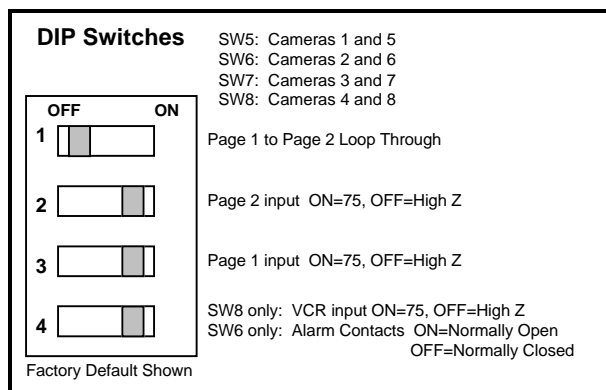 DIP Switches
SW5: Cameras 1 and 5
SW6: Cameras 2 and 6
SW7: Cameras 3 and 7
SW8: Cameras 4 and 8
OFF ON
1 Page 1 to Page 2 Loop Through
2 Page 2 input ON=75, OFF=High Z
3 Page 1 input ON=75, OFF=High Z
4 SW8 only: VCR input ON=75, OFF=High Z
SW6 only: Alarm Contacts ON=Normally Open
OFF=Normally Closed
Factory Default Shown